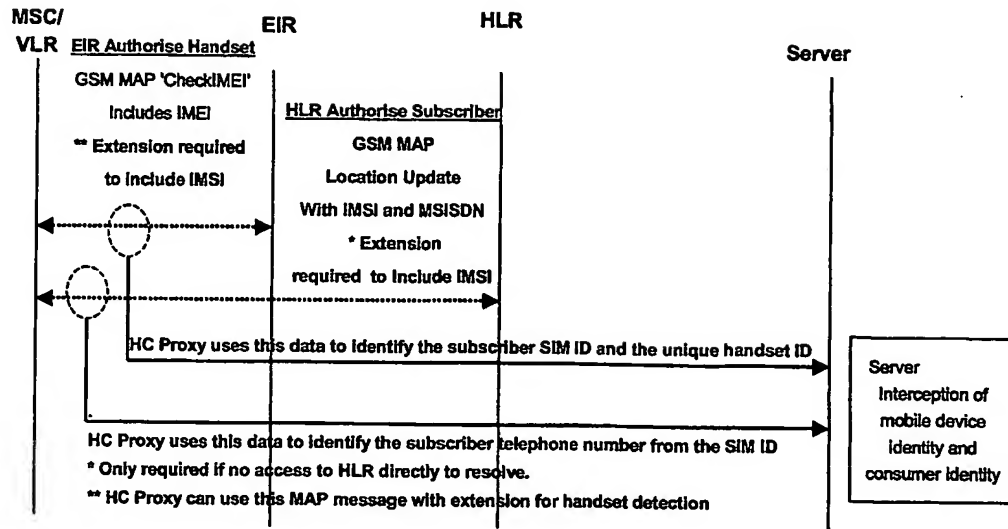 MSC/
VLR
EIR
HLR
Server
EIR Authorise Handset
GSM MAP 'CheckIMEI'
Includes IMEI
** Extension required
to include IMSI
HLR Authorise Subscriber
GSM MAP
Location Update
With IMSI and MSISDN
* Extension
required to include IMSI
HC Proxy uses this data to identify the subscriber SIM ID and the unique handset ID
HC Proxy uses this data to identify the subscriber telephone number from the SIM ID
* Only required if no access to HLR directly to resolve.
** HC Proxy can use this MAP message with extension for handset detection
Server
Interception of
mobile device
identity and
consumer identity